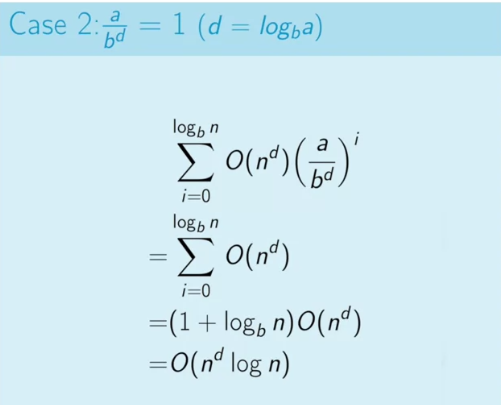 Case 2: a/b^d = 1 (d = log_b a)
∑_{i=0}^{log_b n} O(n^d)(a/b^d)^i
= ∑_{i=0}^{log_b n} O(n^d)
=(1 + log_b n)O(n^d)
=O(n^d log n)